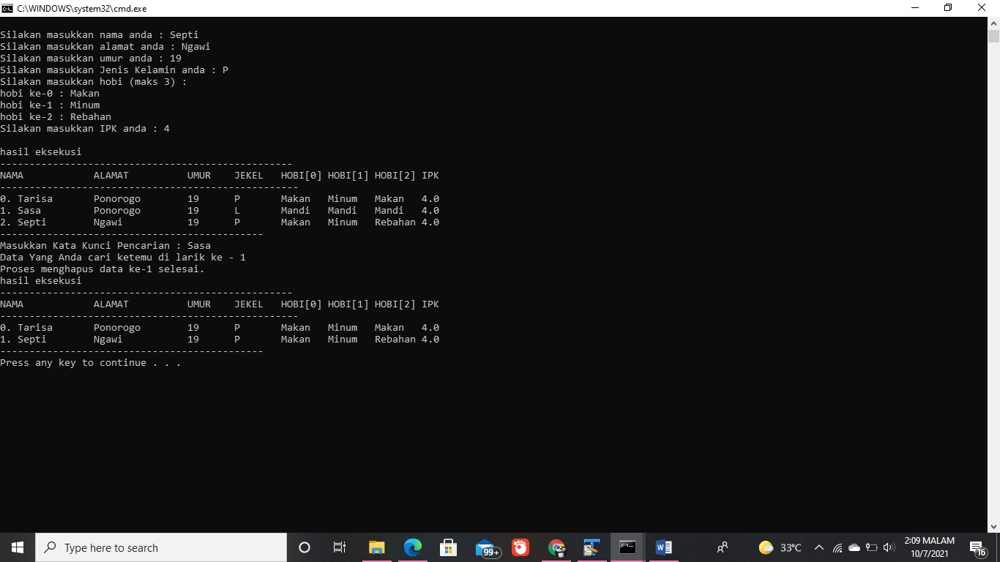 C:\WINDOWS\system32\cmd.exe
Silakan masukkan nama anda : Septi
Silakan masukkan alamat anda : Ngawi
Silakan masukkan umur anda : 19
Silakan masukkan Jenis Kelamin anda : P
Silakan masukkan hobi (maks 3) :
hobi ke-0 : Makan
hobi ke-1 : Minum
hobi ke-2 : Rebahan
Silakan masukkan IPK anda : 4
hasil eksekusi
--------------------------------------------------
NAMA            ALAMAT          UMUR    JEKEL   HOBI[0] HOBI[1] HOBI[2] IPK
---------------------------------------------------
0. Tarisa       Ponorogo        19      P       Makan   Minum   Makan   4.0
1. Sasa         Ponorogo        19      L       Mandi   Mandi   Mandi   4.0
2. Septi        Ngawi           19      P       Makan   Minum   Rebahan 4.0
---------------------------------------------
Masukkan Kata Kunci Pencarian : Sasa
Data Yang Anda cari ketemu di larik ke - 1
Proses menghapus data ke-1 selesai.
hasil eksekusi
--------------------------------------------------
NAMA            ALAMAT          UMUR    JEKEL   HOBI[0] HOBI[1] HOBI[2] IPK
---------------------------------------------------
0. Tarisa       Ponorogo        19      P       Makan   Minum   Makan   4.0
1. Septi        Ngawi           19      P       Makan   Minum   Rebahan 4.0
---------------------------------------------
Press any key to continue . . .
Type here to search
99+
33°C
2:09 MALAM
10/7/2021
16